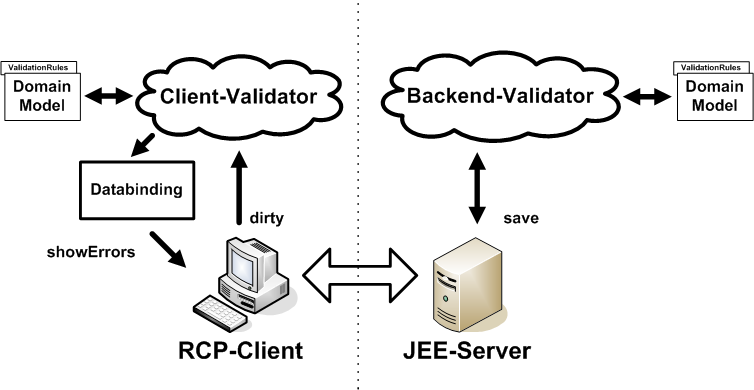 ValidationRules
Domain
Model
Client-Validator
Databinding
dirty
showErrors
RCP-Client
Backend-Validator
ValidationRules
Domain
Model
save
JEE-Server